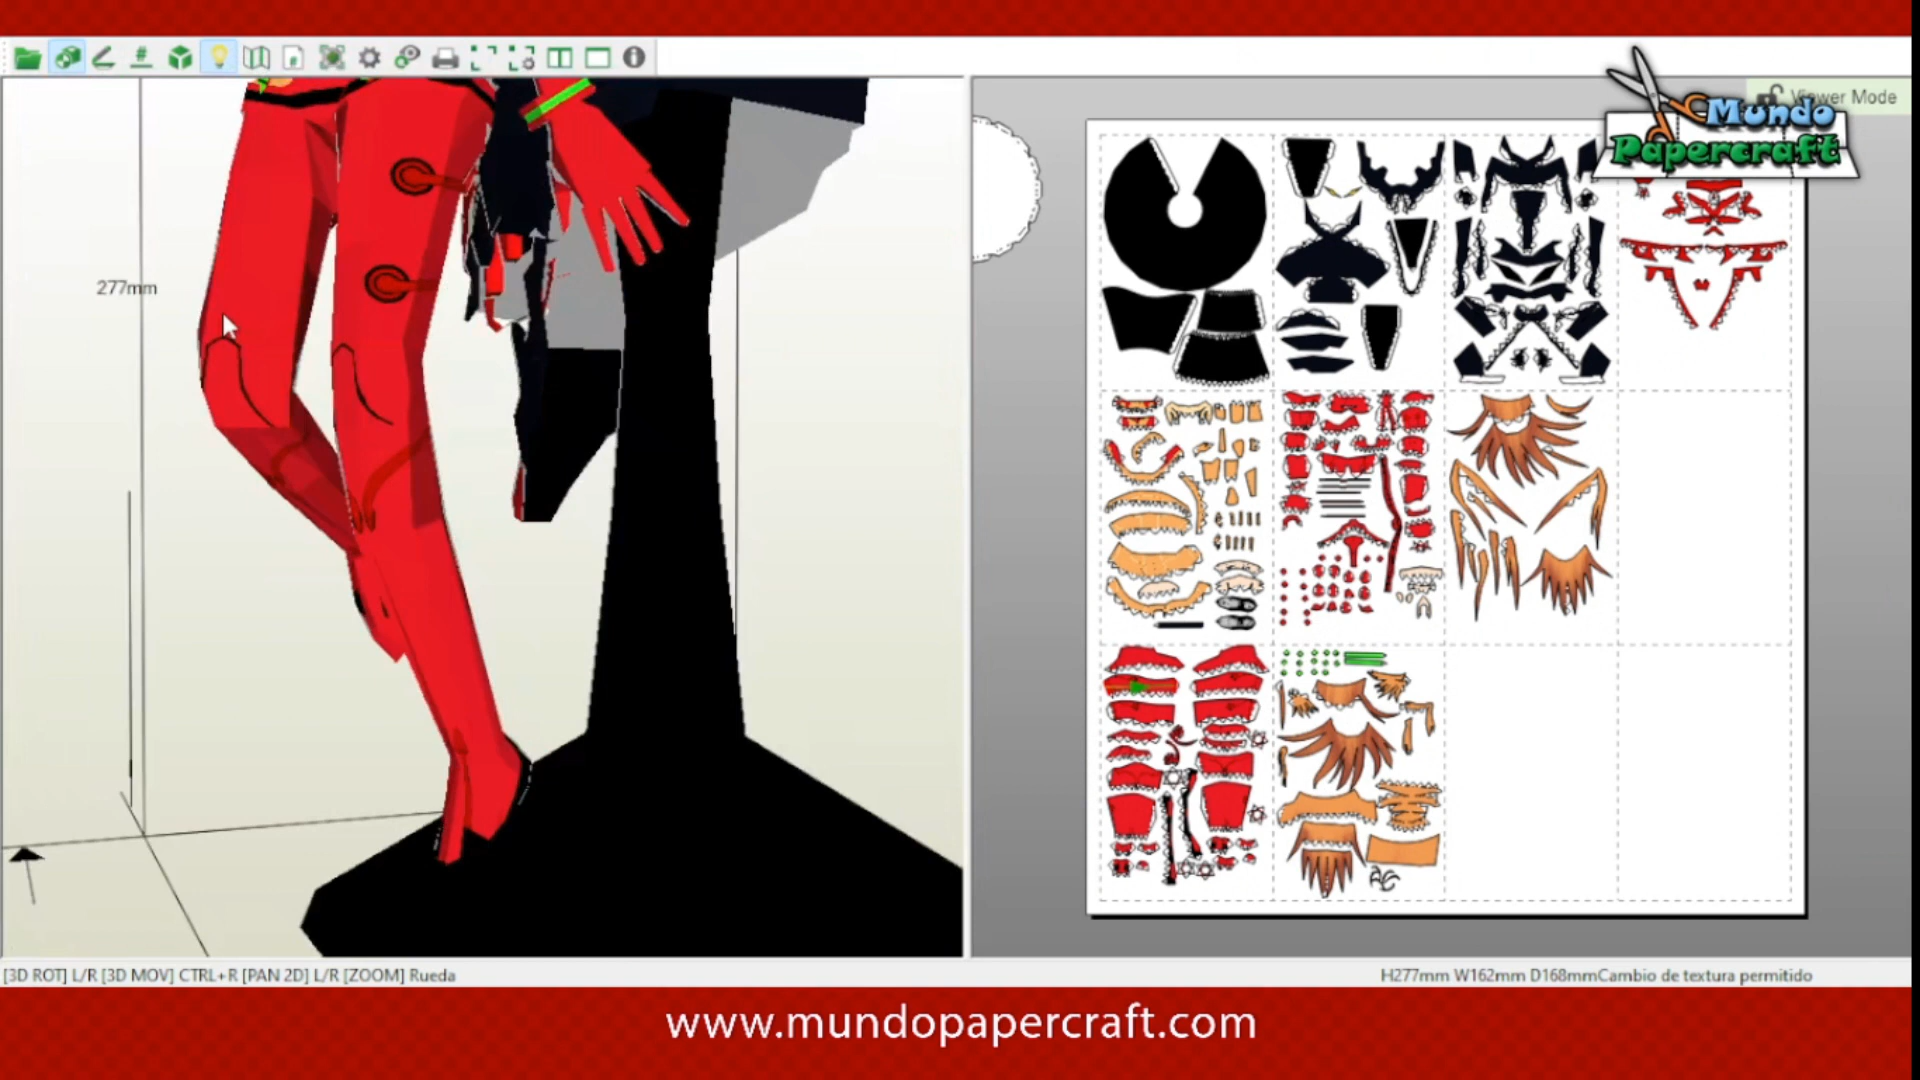 Viewer Mode
Mundo
Papercraft
277mm
[3D ROT] L/R [3D MOV] CTRL+R [PAN 2D] L/R [ZOOM] Rueda
H277mm W162mm D168mmCambio de textura permitido
www.mundopapercraft.com